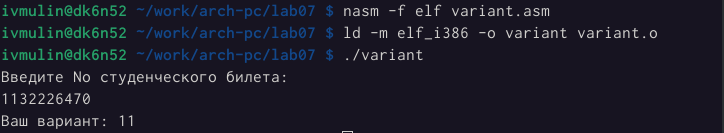 ivmulin@dk6n52 ~/work/arch-pc/lab07 $ nasm -f elf variant.asm
ivmulin@dk6n52 ~/work/arch-pc/lab07 $ ld -m elf_i386 -o variant variant.o
ivmulin@dk6n52 ~/work/arch-pc/lab07 $ ./variant
Введите No студенческого билета:
1132226470
Ваш вариант: 11